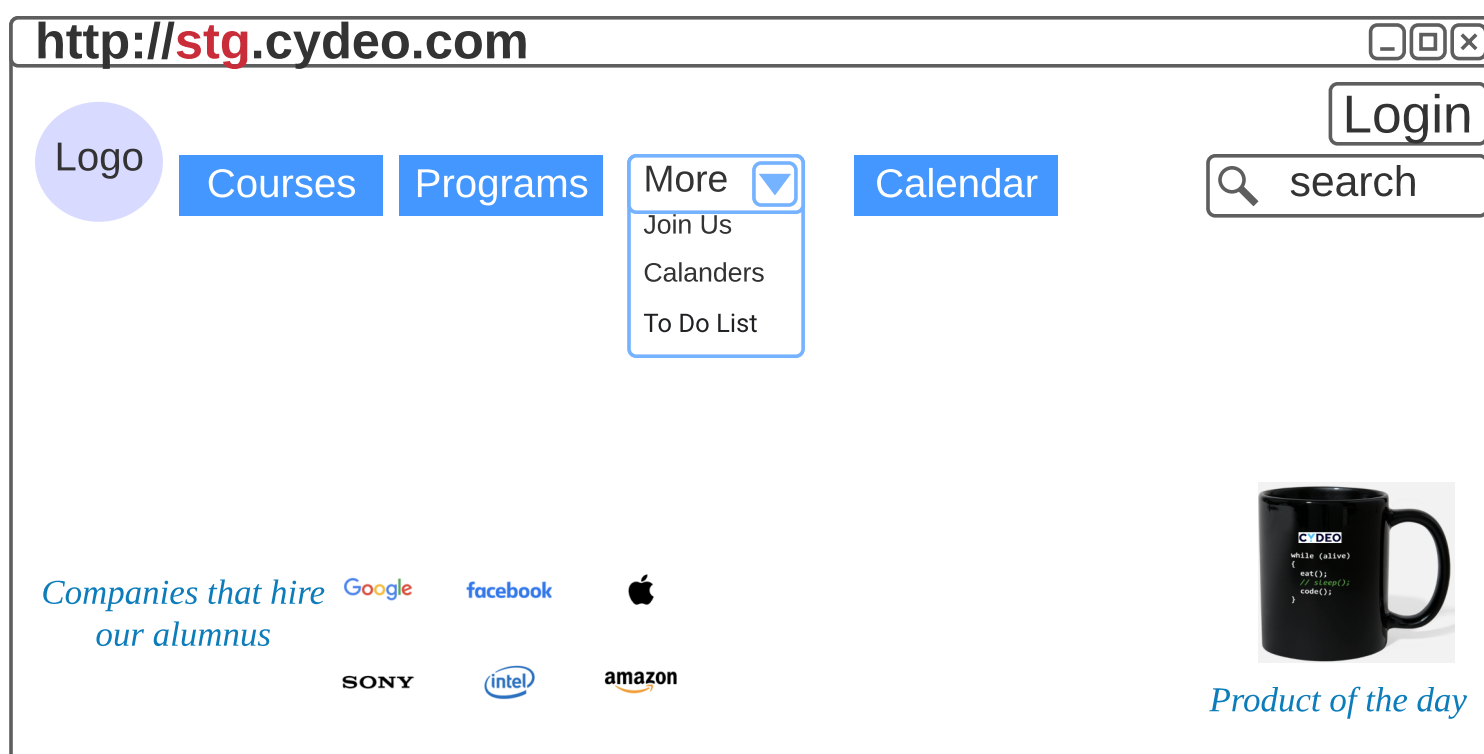 http://stg.cydeo.com
Login
Logo
Courses
Programs
More
Calendar
search
Join Us
Calanders
To Do List
CYDEO
while (alive)
{
eat();
// sleep();
code();
}
Companies that hire
our alumnus
Google
facebook
SONY
intel
amazon
Product of the day